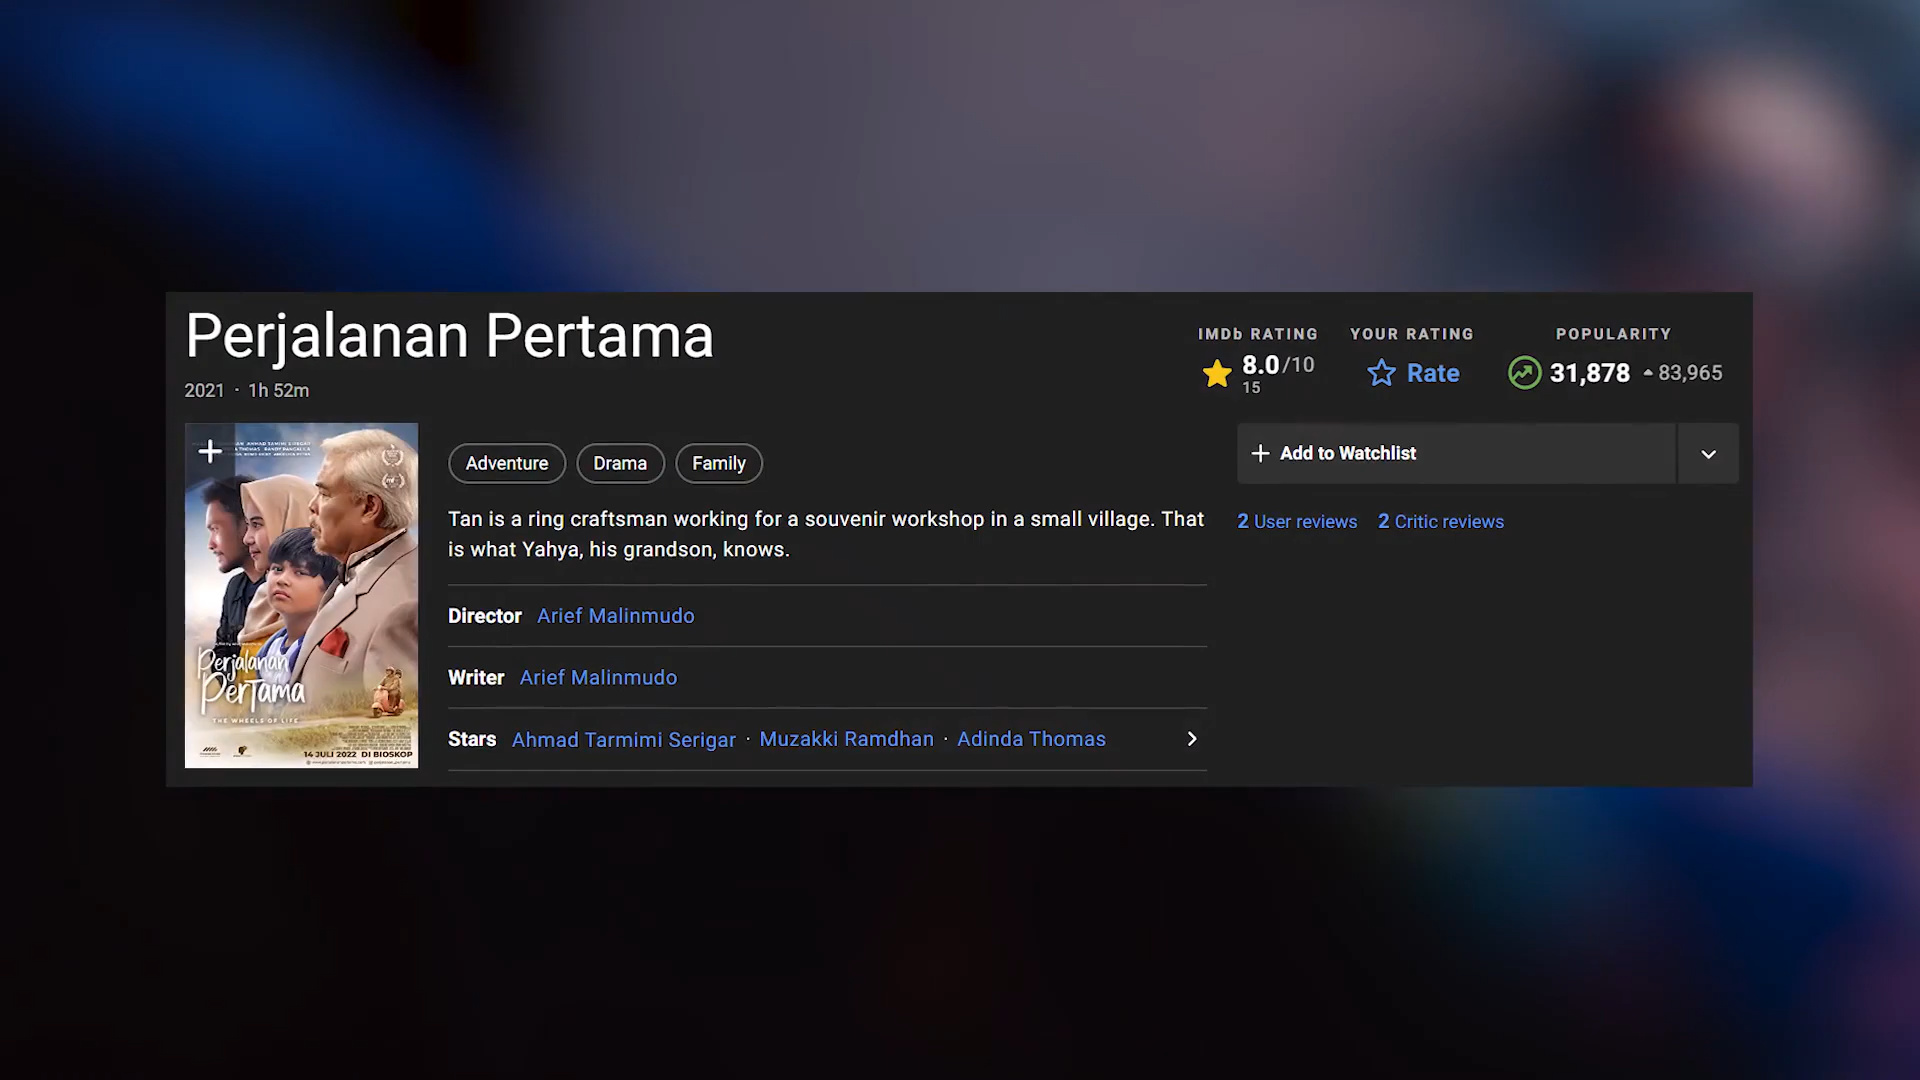 Perjalanan Pertama
2021 · 1h 52m
IMDb RATING
8.0/10
15
YOUR RATING
Rate
POPULARITY
31,878
83,965
Perjalanan
PerTama
THE WHEELS OF LIFE
14 JULI 2022 DI BIOSKOP
Adventure
Drama
Family
Tan is a ring craftsman working for a souvenir workshop in a small village. That
is what Yahya, his grandson, knows.
Director Arief Malinmudo
Writer Arief Malinmudo
Stars Ahmad Tarmimi Serigar · Muzakki Ramdhan · Adinda Thomas
+ Add to Watchlist
2 User reviews 2 Critic reviews